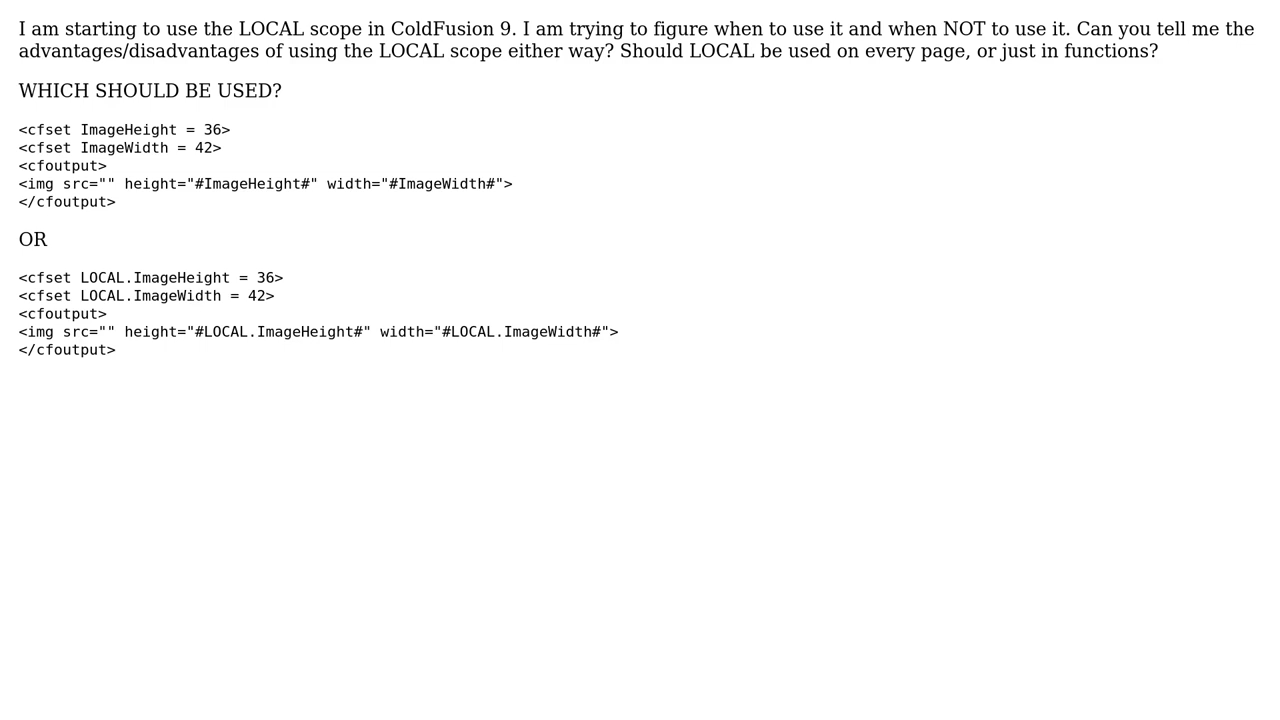 I am starting to use the LOCAL scope in ColdFusion 9. I am trying to figure when to use it and when NOT to use it. Can you tell me the
advantages/disadvantages of using the LOCAL scope either way? Should LOCAL be used on every page, or just in functions?
WHICH SHOULD BE USED?
<cfset ImageHeight = 36>
<cfset ImageWidth = 42>
<cfoutput>
<img src="" height="#ImageHeight#" width="#ImageWidth#">
</cfoutput>
OR
<cfset LOCAL.ImageHeight = 36>
<cfset LOCAL.ImageWidth = 42>
<cfoutput>
<img src="" height="#LOCAL.ImageHeight#" width="#LOCAL.ImageWidth#">
</cfoutput>